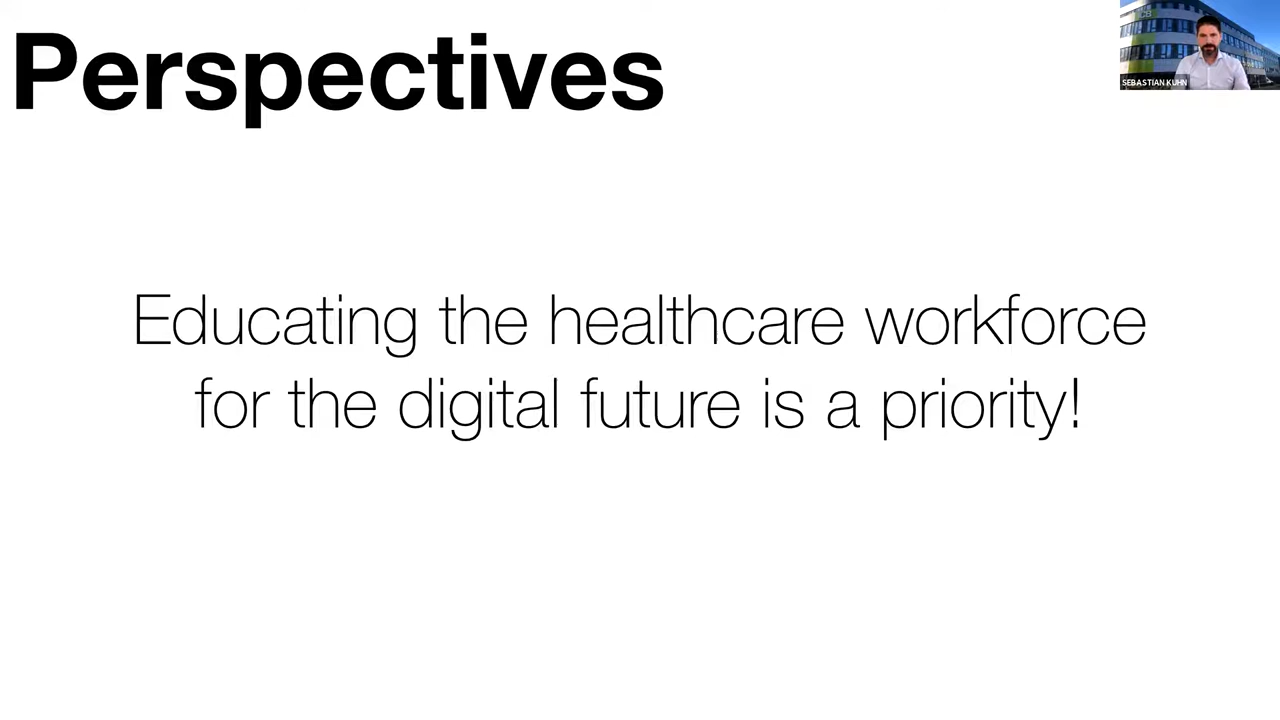 Perspectives
SEBASTIAN KUHN
Educating the healthcare workforce
for the digital future is a priority!